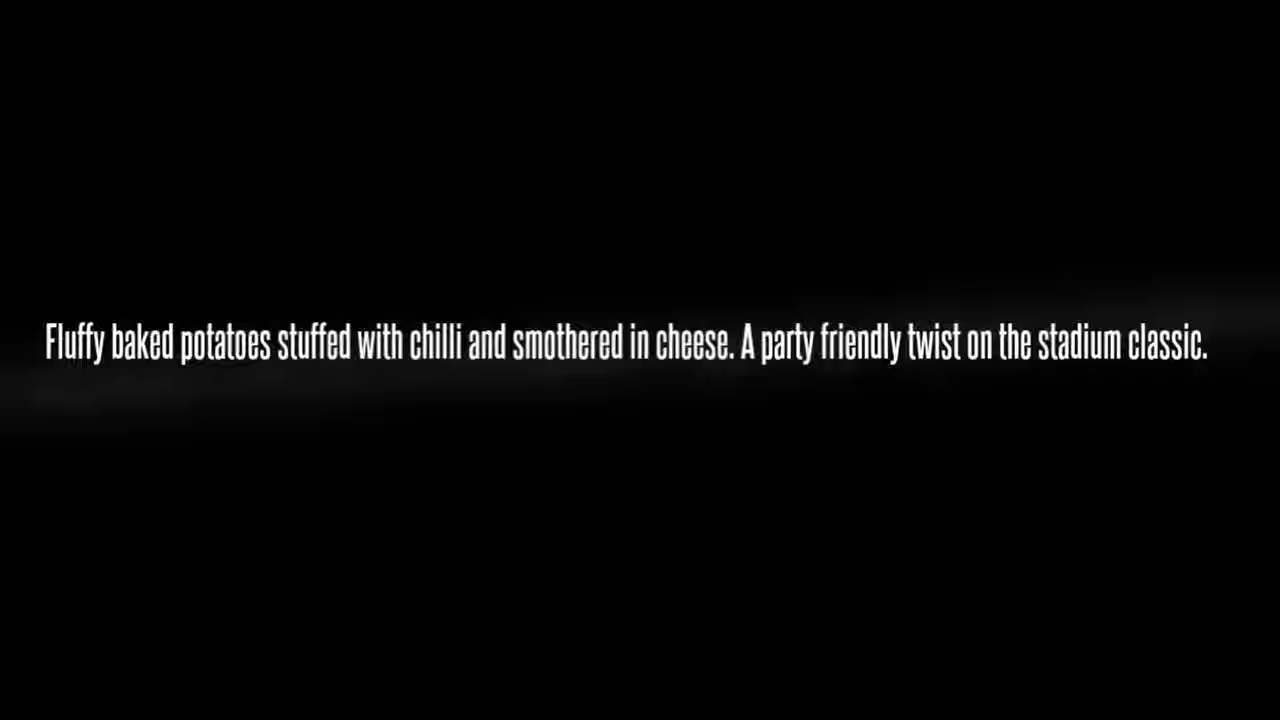 Fluffy baked potatoes stuffed with chilli and smothered in cheese. A party friendly twist on the stadium classic.